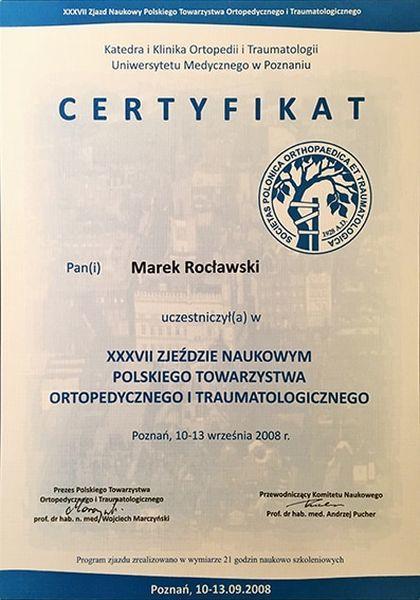 XXXVII Zjazd Naukowy Polskiego Towarzystwa Ortopedycznego i Traumatologicznego
Katedra i Klinika Ortopedii i Traumatologii
Uniwersytetu Medycznego w Poznaniu
CERTYFIKAT
SOCIETAS POLONICA ORTHOPAEDICA ET TRAUMATOLOGICA
1928 A.D.
Pan(i) Marek Rocławski
uczestniczył(a) w
XXXVII ZJEŹDZIE NAUKOWYM
POLSKIEGO TOWARZYSTWA
ORTOPEDYCZNEGO I TRAUMATOLOGICZNEGO
Poznań, 10-13 września 2008 r.
Prezes Polskiego Towarzystwa
Ortopedycznego i Traumatologicznego
prof. dr hab. n. med. Wojciech Marczyński
Przewodniczący Komitetu Naukowego
Prof. dr hab. med. Andrzej Pucher
Program zjazdu zrealizowano w wymiarze 21 godzin naukowo szkoleniowych
Poznań, 10-13.09.2008